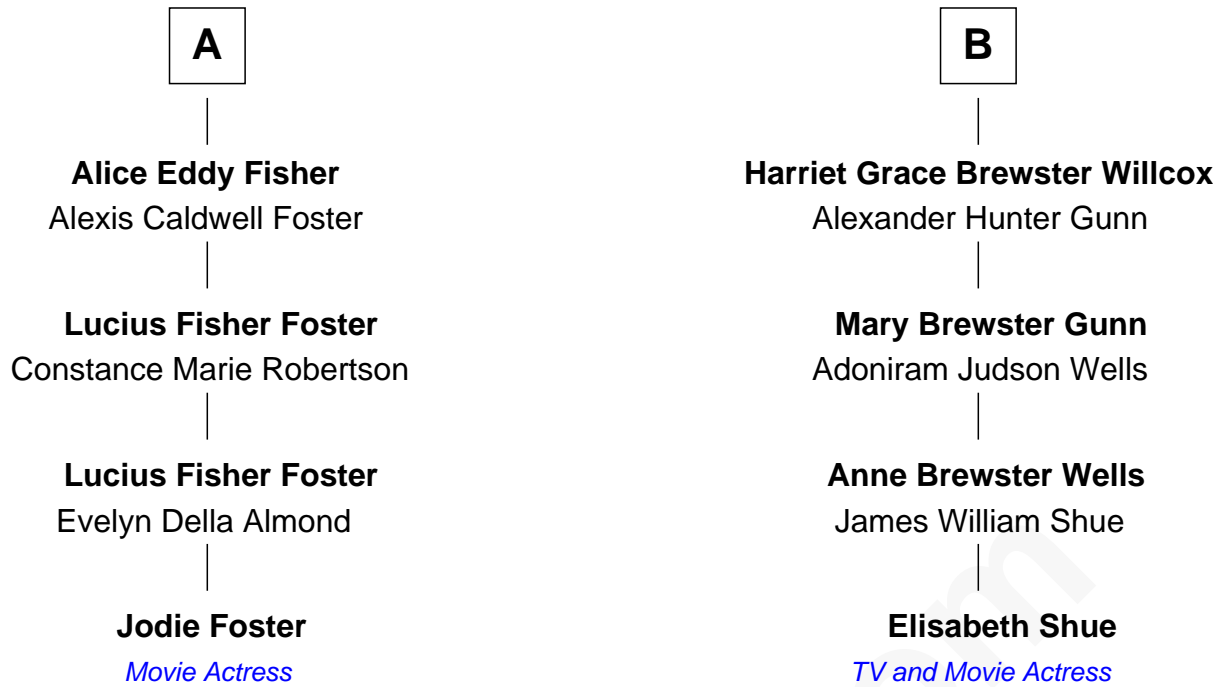 A
Alice Eddy Fisher
Alexis Caldwell Foster
Lucius Fisher Foster
Constance Marie Robertson
Lucius Fisher Foster
Evelyn Della Almond
Jodie Foster
Movie Actress
B
Harriet Grace Brewster Willcox
Alexander Hunter Gunn
Mary Brewster Gunn
Adoniram Judson Wells
Anne Brewster Wells
James William Shue
Elisabeth Shue
TV and Movie Actress
om